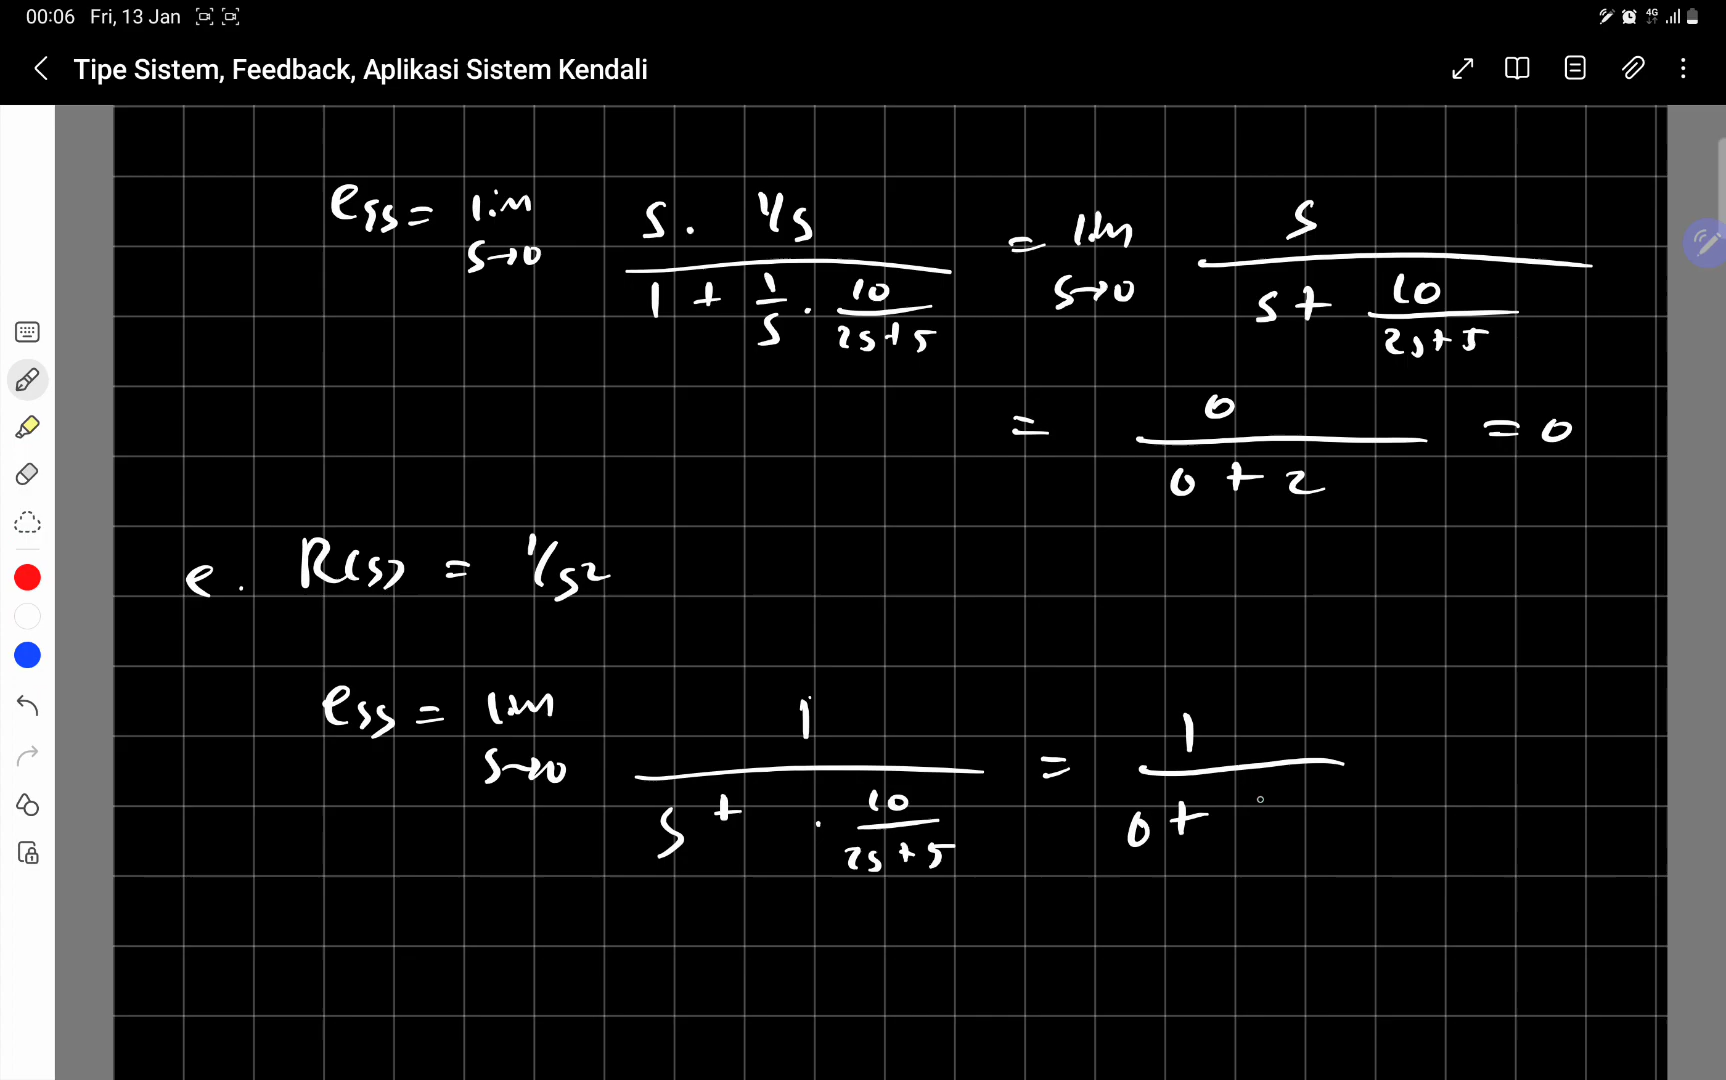 00:06 Fri, 13 Jan 4G
Tipe Sistem, Feedback, Aplikasi Sistem Kendali
ess = lim s→0 (s · 1/s) / (1 + 1/s · 10/(2s+5)) = lim s→0 s / (s + 10/(2s+5))
= 0 / (0 + 2) = 0
e. R(s) = 1/s²
ess = lim s→0 1 / (s + · 10/(2s+5)) = 1 / (0 +